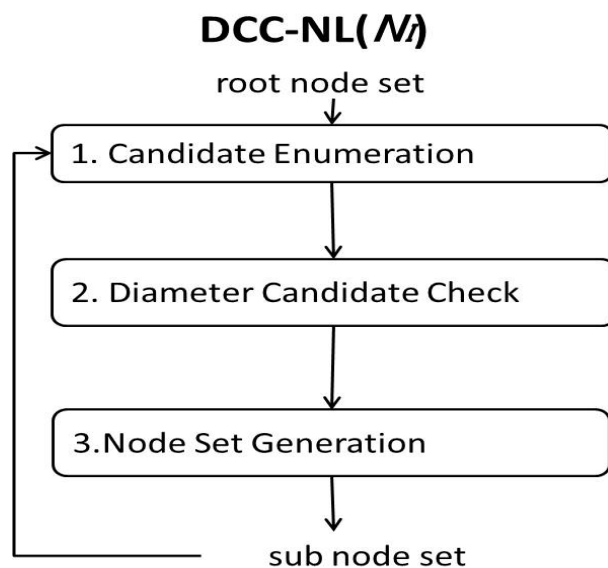 DCC-NL(Nr)
root node set
1. Candidate Enumeration
2. Diameter Candidate Check
3.Node Set Generation
sub node set